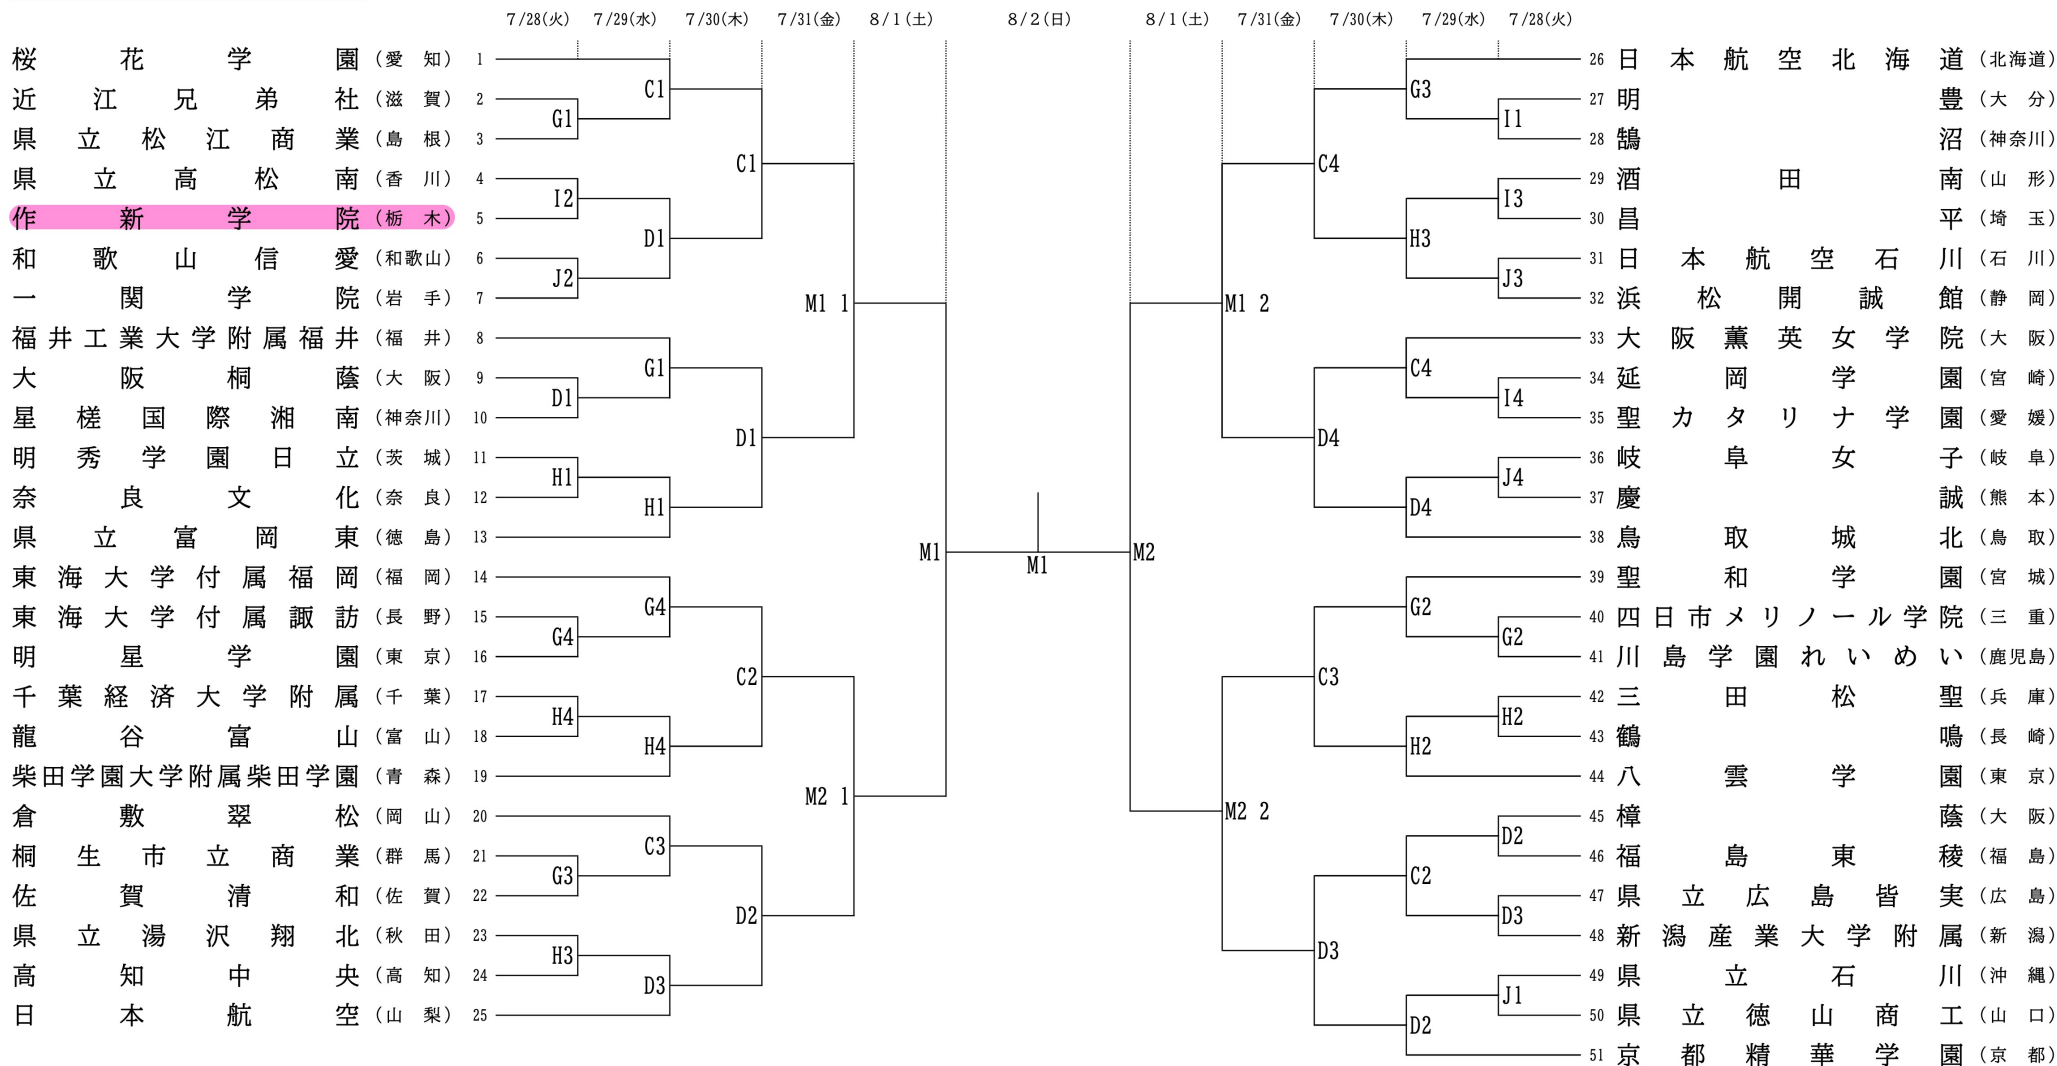 7/28(火) 7/29(水) 7/30(木) 7/31(金) 8/1(土) 8/2(日) 8/1(土) 7/31(金) 7/30(木) 7/29(水) 7/28(火)
桜花学園(愛知) 1
近江兄弟社(滋賀) 2
県立松江商業(島根) 3
県立高松南(香川) 4
作新学院(栃木) 5
和歌山信愛(和歌山) 6
一関学院(岩手) 7
福井工業大学附属福井(福井) 8
大阪桐蔭(大阪) 9
星槎国際湘南(神奈川) 10
明秀学園日立(茨城) 11
奈良文化(奈良) 12
県立富岡東(徳島) 13
東海大学付属福岡(福岡) 14
東海大学付属諏訪(長野) 15
明星学園(東京) 16
千葉経済大学附属(千葉) 17
龍谷富山(富山) 18
柴田学園大学附属柴田学園(青森) 19
倉敷翠松(岡山) 20
桐生市立商業(群馬) 21
佐賀清和(佐賀) 22
県立湯沢翔北(秋田) 23
高知中央(高知) 24
日本航空(山梨) 25
G1
I2
J2
D1
H1
G4
H4
G3
H3
C1
D1
G1
H1
G4
H4
C3
D3
C1
D1
C2
D2
M1 1
M2 1
M1
M1
M2
M1 2
M2 2
C4
D4
C3
D3
G3
H3
C4
D4
G2
H2
C2
D2
I1
I3
J3
I4
J4
G2
H2
D2
D3
J1
26 日本航空北海道(北海道)
27 明豊(大分)
28 鵠沼(神奈川)
29 酒田南(山形)
30 昌平(埼玉)
31 日本航空石川(石川)
32 浜松開誠館(静岡)
33 大阪薫英女学院(大阪)
34 延岡学園(宮崎)
35 聖カタリナ学園(愛媛)
36 岐阜女子(岐阜)
37 慶誠(熊本)
38 鳥取城北(鳥取)
39 聖和学園(宮城)
40 四日市メリノール学院(三重)
41 川島学園れいめい(鹿児島)
42 三田松聖(兵庫)
43 鶴鳴(長崎)
44 八雲学園(東京)
45 樟蔭(大阪)
46 福島東稜(福島)
47 県立広島皆実(広島)
48 新潟産業大学附属(新潟)
49 県立石川(沖縄)
50 県立徳山商工(山口)
51 京都精華学園(京都)